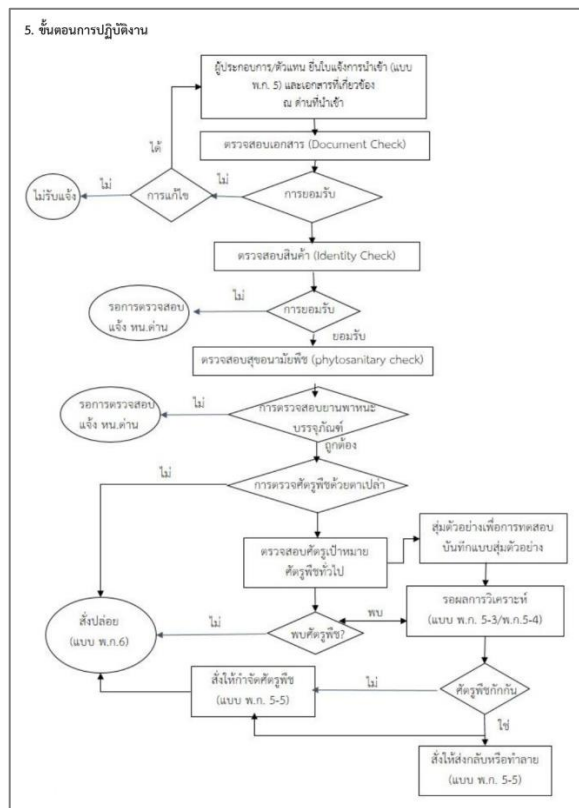 5. ขั้นตอนการปฏิบัติงาน
ผู้ประกอบการ/ตัวแทน ยื่นใบแจ้งการนำเข้า (แบบ
พ.ก. 5) และเอกสารที่เกี่ยวข้อง
ณ ด่านที่นำเข้า
ได้
ตรวจสอบเอกสาร (Document Check)
ไม่รับแจ้ง
ไม่
การแก้ไข
ไม่
การยอมรับ
ตรวจสอบสินค้า (Identity Check)
รอการตรวจสอบ
แจ้ง หน.ด่าน
ไม่
การยอมรับ
ยอมรับ
ตรวจสอบสุขอนามัยพืช (phytosanitary check)
รอการตรวจสอบ
แจ้ง หน.ด่าน
ไม่
การตรวจสอบยานพาหนะ
บรรจุภัณฑ์
ถูกต้อง
ไม่
การตรวจศัตรูพืชด้วยตาเปล่า
ตรวจสอบศัตรูเป้าหมาย
ศัตรูพืชทั่วไป
สุ่มตัวอย่างเพื่อการทดสอบ
บันทึกแบบสุ่มตัวอย่าง
สั่งปล่อย
(แบบ พ.ก.6)
ไม่
พบศัตรูพืช?
พบ
รอผลการวิเคราะห์
(แบบ พ.ก. 5-3/พ.ก.5-4)
สั่งให้กำจัดศัตรูพืช
(แบบ พ.ก. 5-5)
ไม่
ศัตรูพืชกักกัน
ใช่
สั่งให้ส่งกลับหรือทำลาย
(แบบ พ.ก. 5-5)